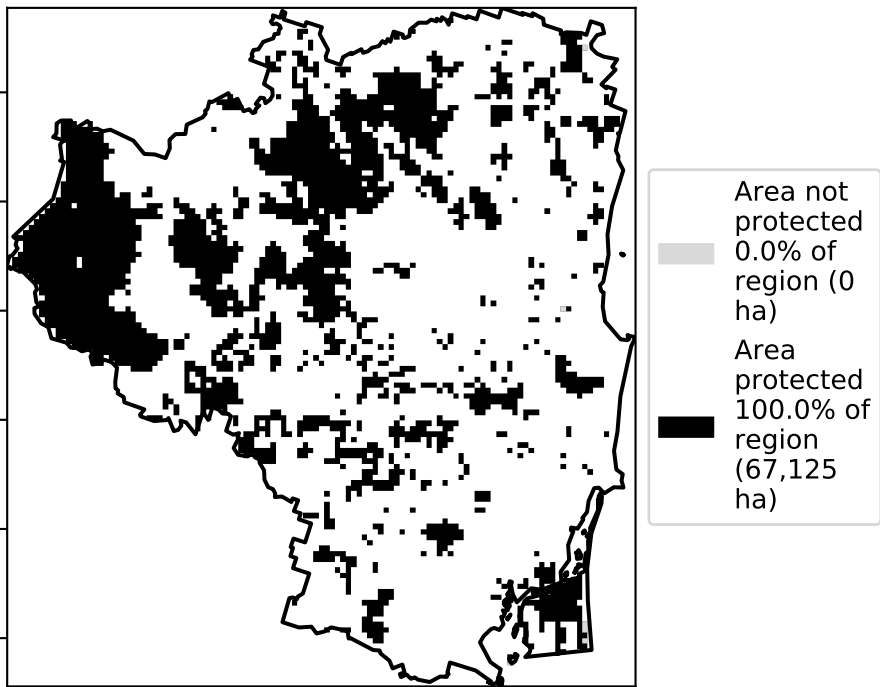 Area not
protected
0.0% of
region (0
ha)
Area
protected
100.0% of
region
(67,125
ha)